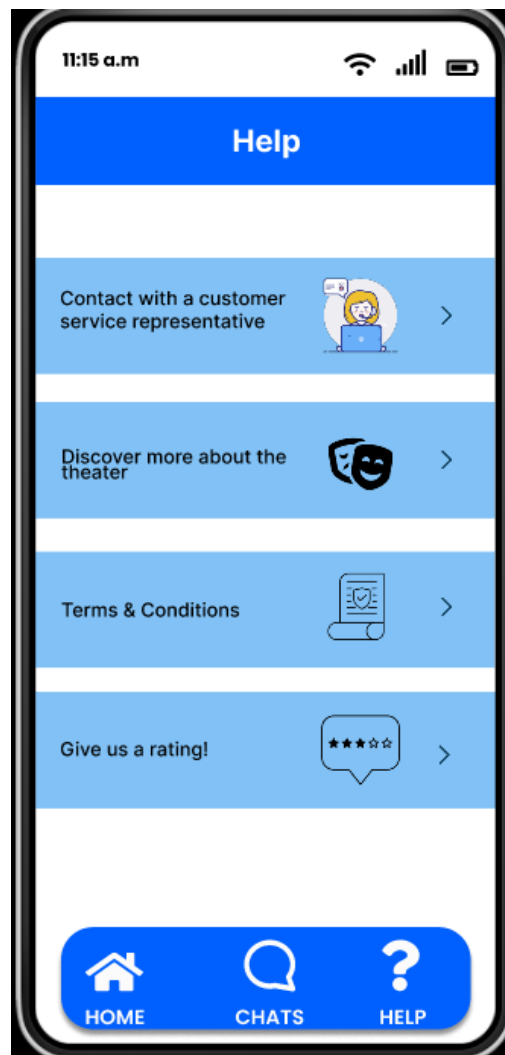 11:15 a.m
Help
Contact with a customer
service representative
Discover more about the
theater
Terms & Conditions
Give us a rating!
HOME
CHATS
HELP